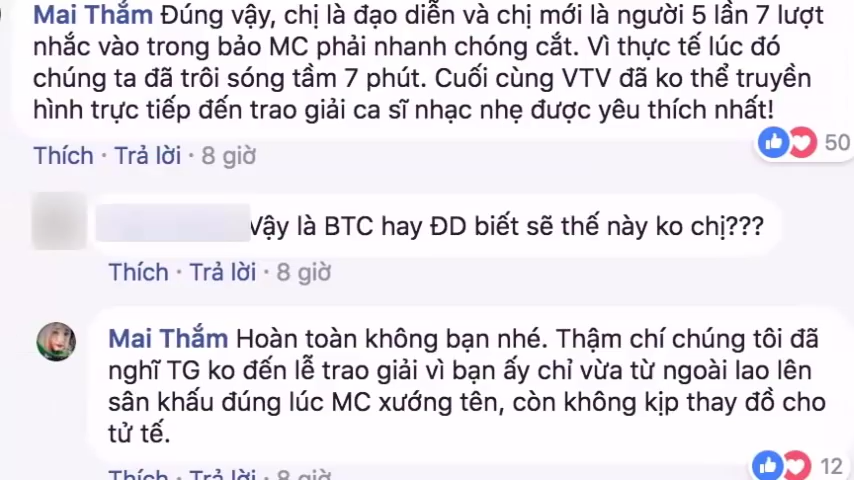 Mai Thắm Đúng vậy, chị là đạo diễn và chị mới là người 5 lần 7 lượt
nhắc vào trong bảo MC phải nhanh chóng cắt. Vì thực tế lúc đó
chúng ta đã trôi sóng tầm 7 phút. Cuối cùng VTV đã ko thể truyền
hình trực tiếp đến trao giải ca sĩ nhạc nhẹ được yêu thích nhất!
50
Thích · Trả lời · 8 giờ
Vậy là BTC hay ĐD biết sẽ thế này ko chị???
Thích · Trả lời · 8 giờ
Mai Thắm Hoàn toàn không bạn nhé. Thậm chí chúng tôi đã
nghĩ TG ko đến lễ trao giải vì bạn ấy chỉ vừa từ ngoài lao lên
sân khấu đúng lúc MC xướng tên, còn không kịp thay đồ cho
tử tế.
12
Thích · Trả lời · 8 giờ